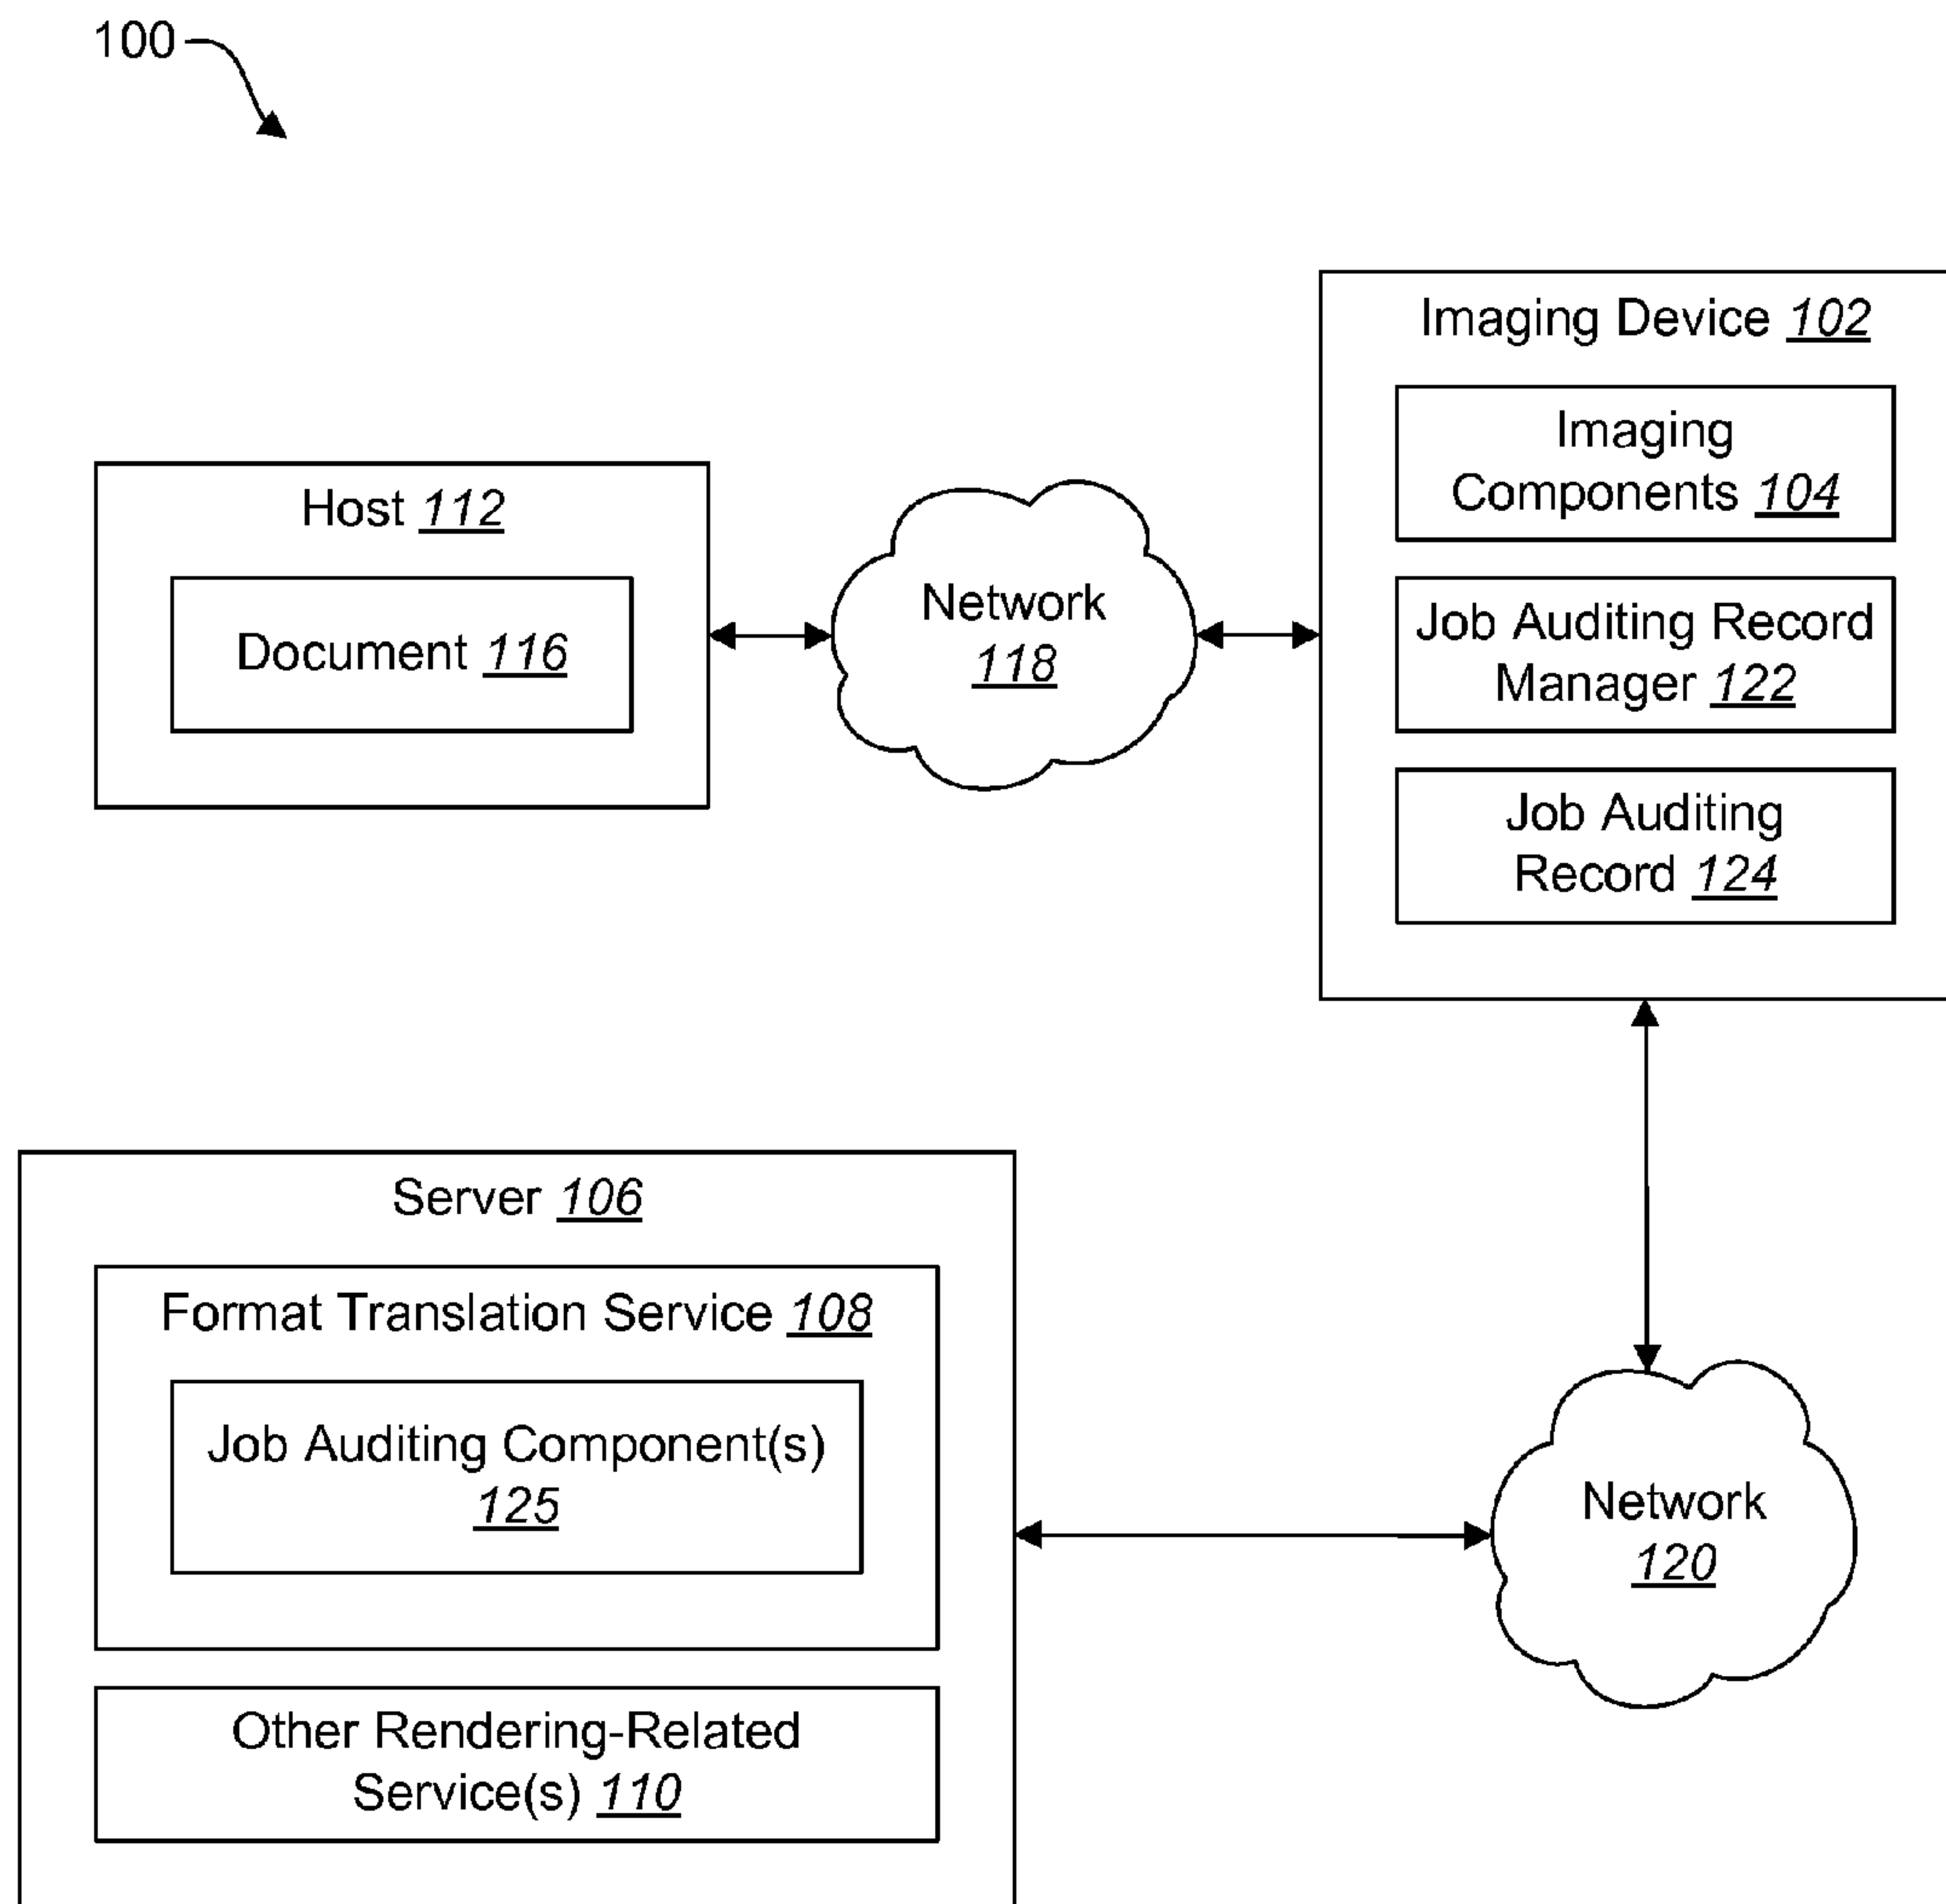 100
Imaging Device 102
Imaging
Components 104
Job Auditing Record
Manager 122
Job Auditing
Record 124
Host 112
Document 116
Network
118
Server 106
Format Translation Service 108
Job Auditing Component(s)
125
Other Rendering-Related
Service(s) 110
Network
120